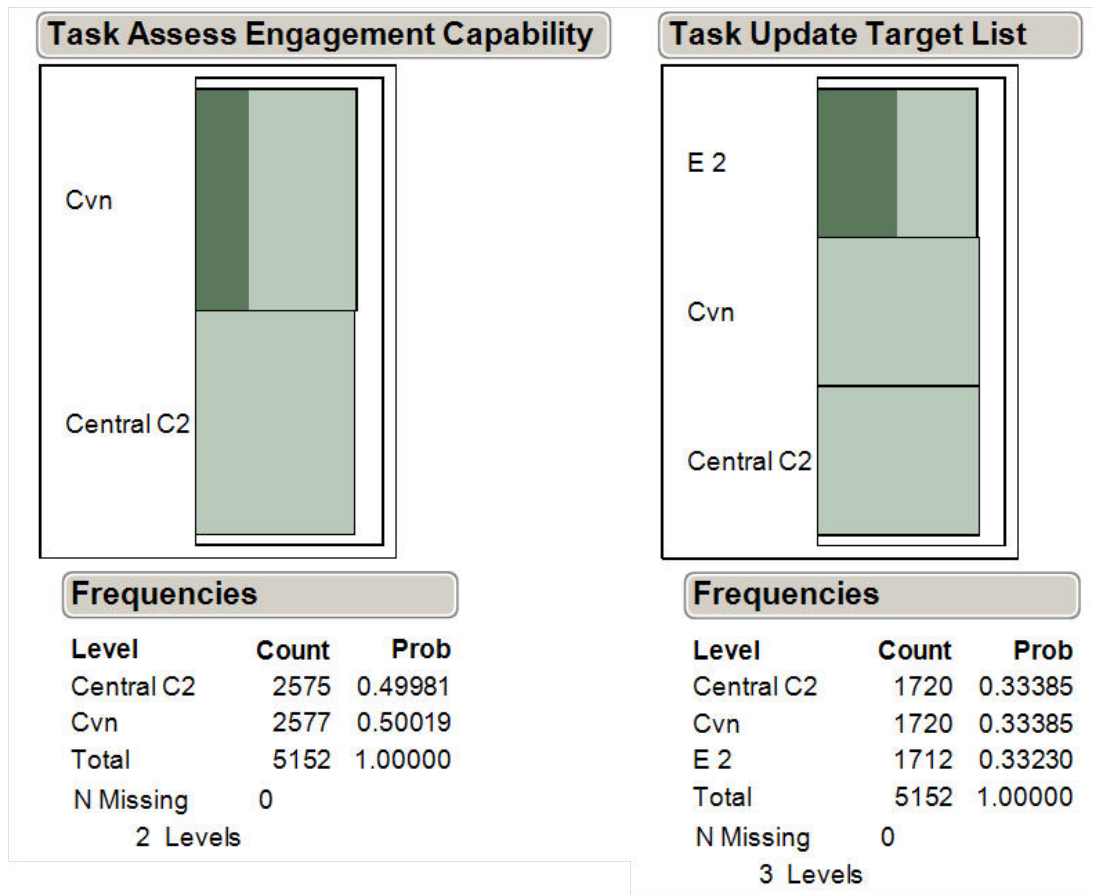 Task Assess Engagement Capability
Cvn
Central C2
Frequencies
Level Count Prob
Central C2 2575 0.49981
Cvn 2577 0.50019
Total 5152 1.00000
N Missing 0
2 Levels
Task Update Target List
E 2
Cvn
Central C2
Frequencies
Level Count Prob
Central C2 1720 0.33385
Cvn 1720 0.33385
E 2 1712 0.33230
Total 5152 1.00000
N Missing 0
3 Levels